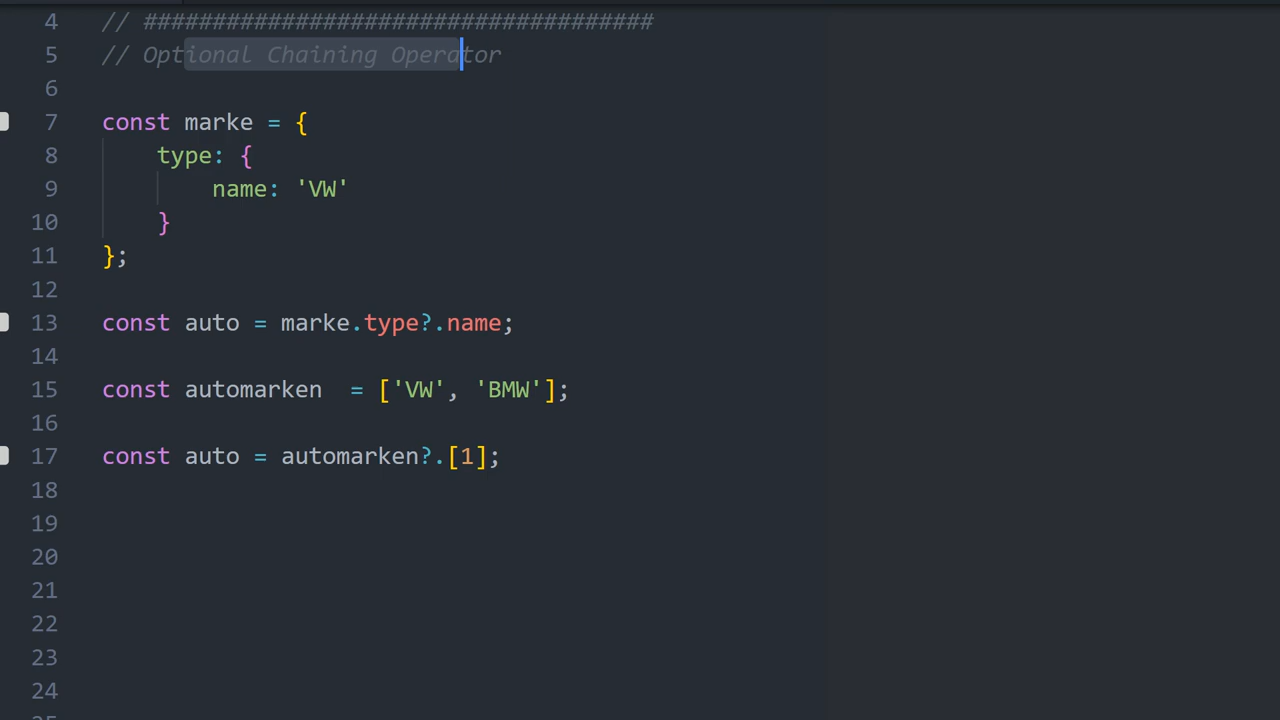 4 // #####################################
5 // Optional Chaining Operator
6
7 const marke = {
8 type: {
9 name: 'VW'
10 }
11 };
12
13 const auto = marke.type?.name;
14
15 const automarken  = ['VW', 'BMW'];
16
17 const auto = automarken?.[1];
18
19
20
21
22
23
24